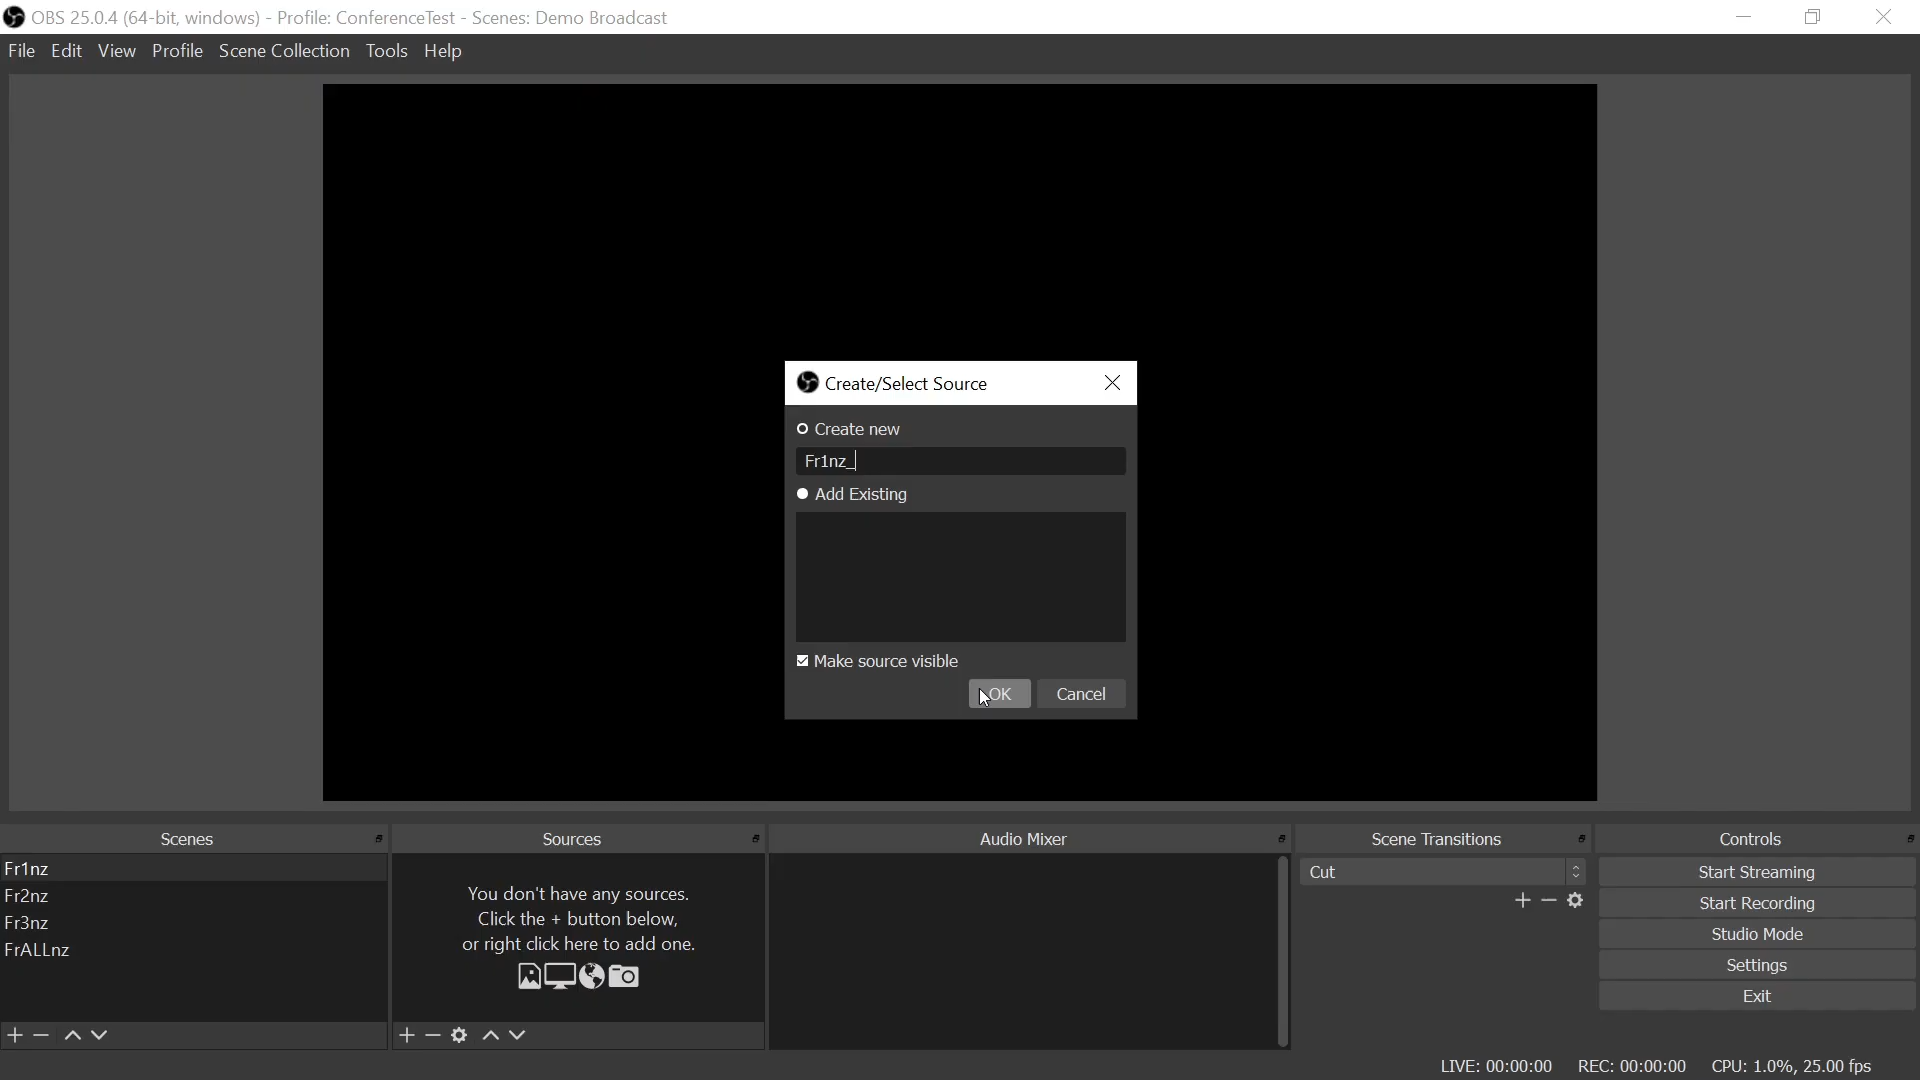 OBS 25.0.4 (64-bit, windows) - Profile: ConferenceTest - Scenes: Demo Broadcast
File Edit View Profile Scene Collection Tools Help
Create/Select Source
Create new
Fr1nz_
Add Existing
Make source visible
OK Cancel
Scenes
Fr1nz
Fr2nz
Fr3nz
FrALLnz
Sources
You don't have any sources.
Click the + button below,
or right click here to add one.
Audio Mixer
Scene Transitions
Cut
Controls
Start Streaming
Start Recording
Studio Mode
Settings
Exit
LIVE: 00:00:00 REC: 00:00:00 CPU: 1.0%, 25.00 fps